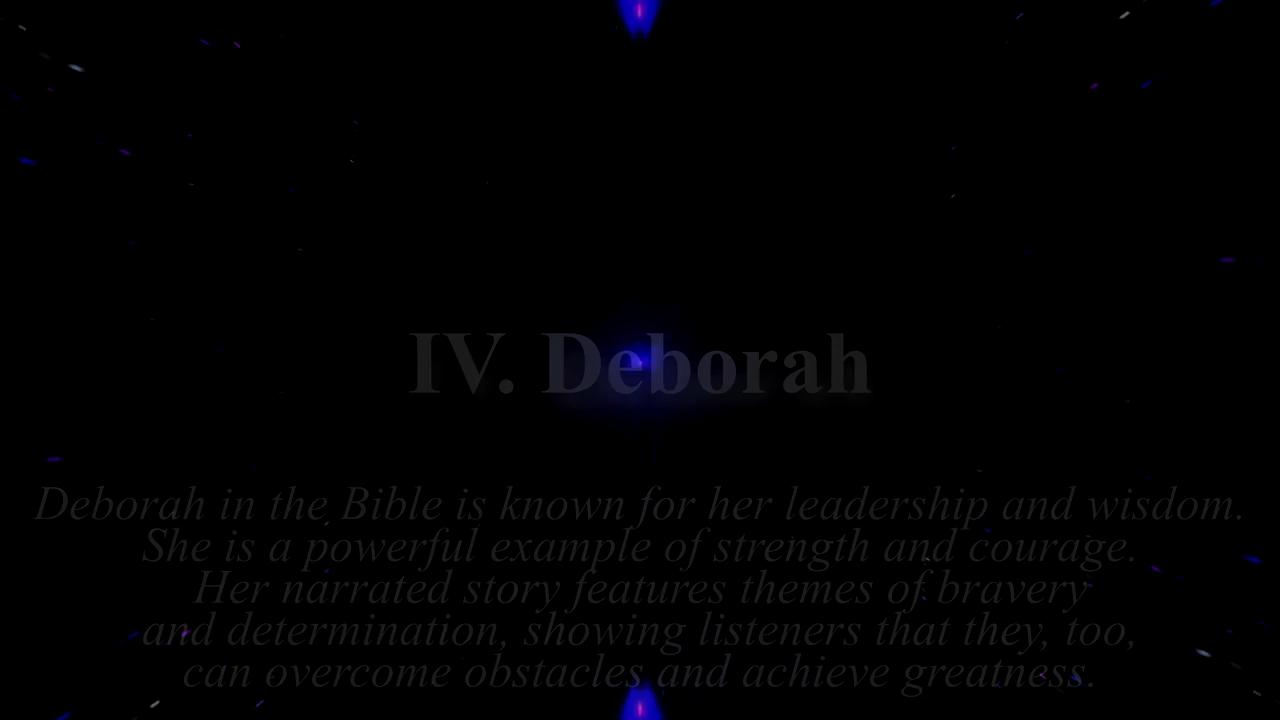 IV. Deborah
Deborah in the Bible is known for her leadership and wisdom.
She is a powerful example of strength and courage.
Her narrated story features themes of bravery
and determination, showing listeners that they, too,
can overcome obstacles and achieve greatness.